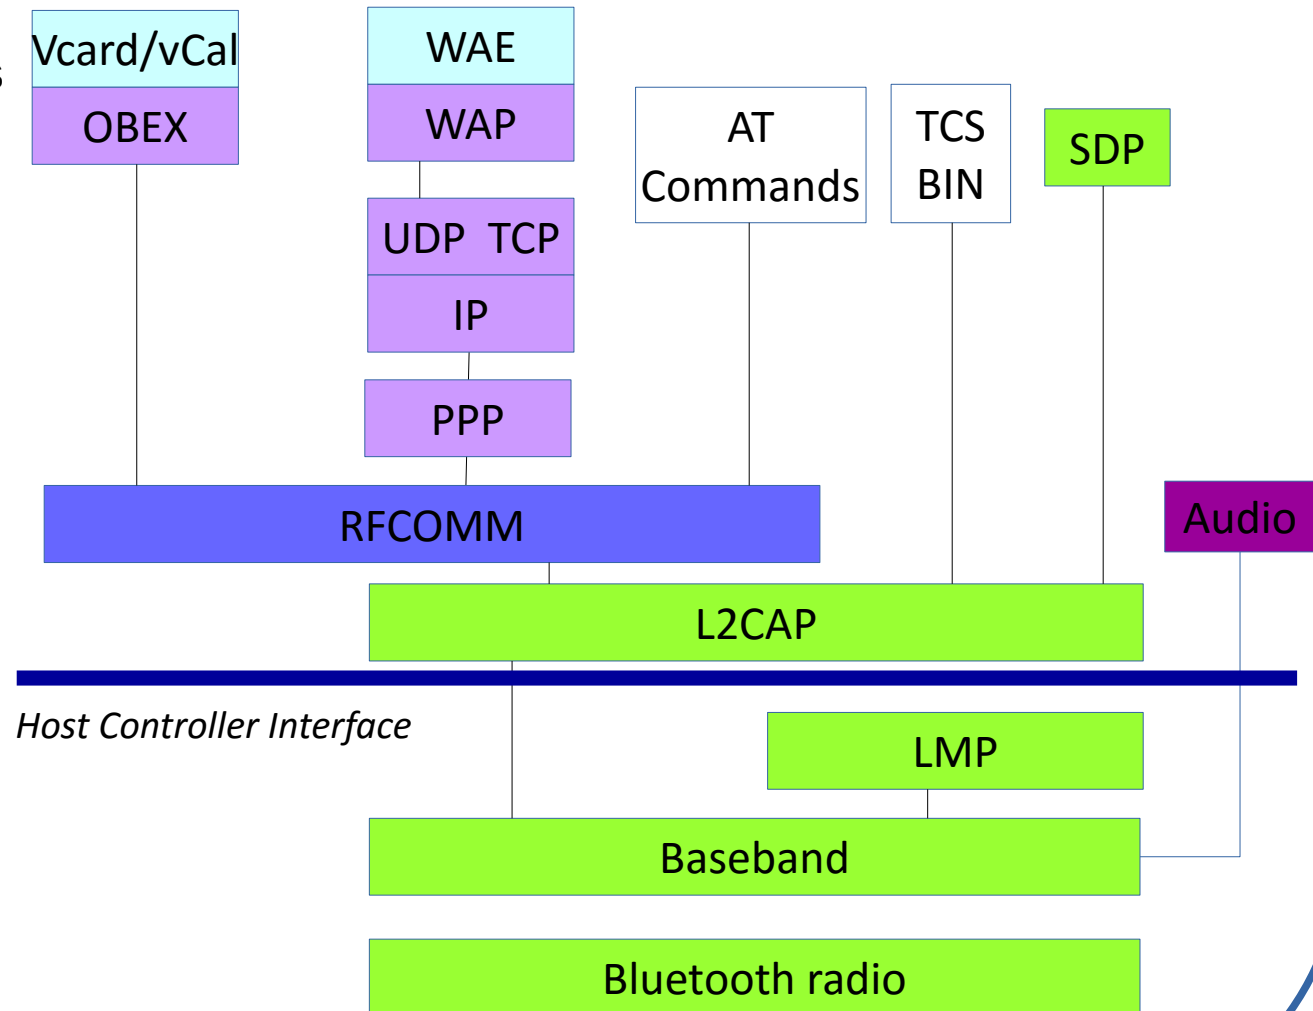 s
Vcard/vCal
OBEX
WAE
WAP
UDP TCP
IP
PPP
AT
Commands
TCS
BIN
SDP
RFCOMM
Audio
L2CAP
Host Controller Interface
LMP
Baseband
Bluetooth radio